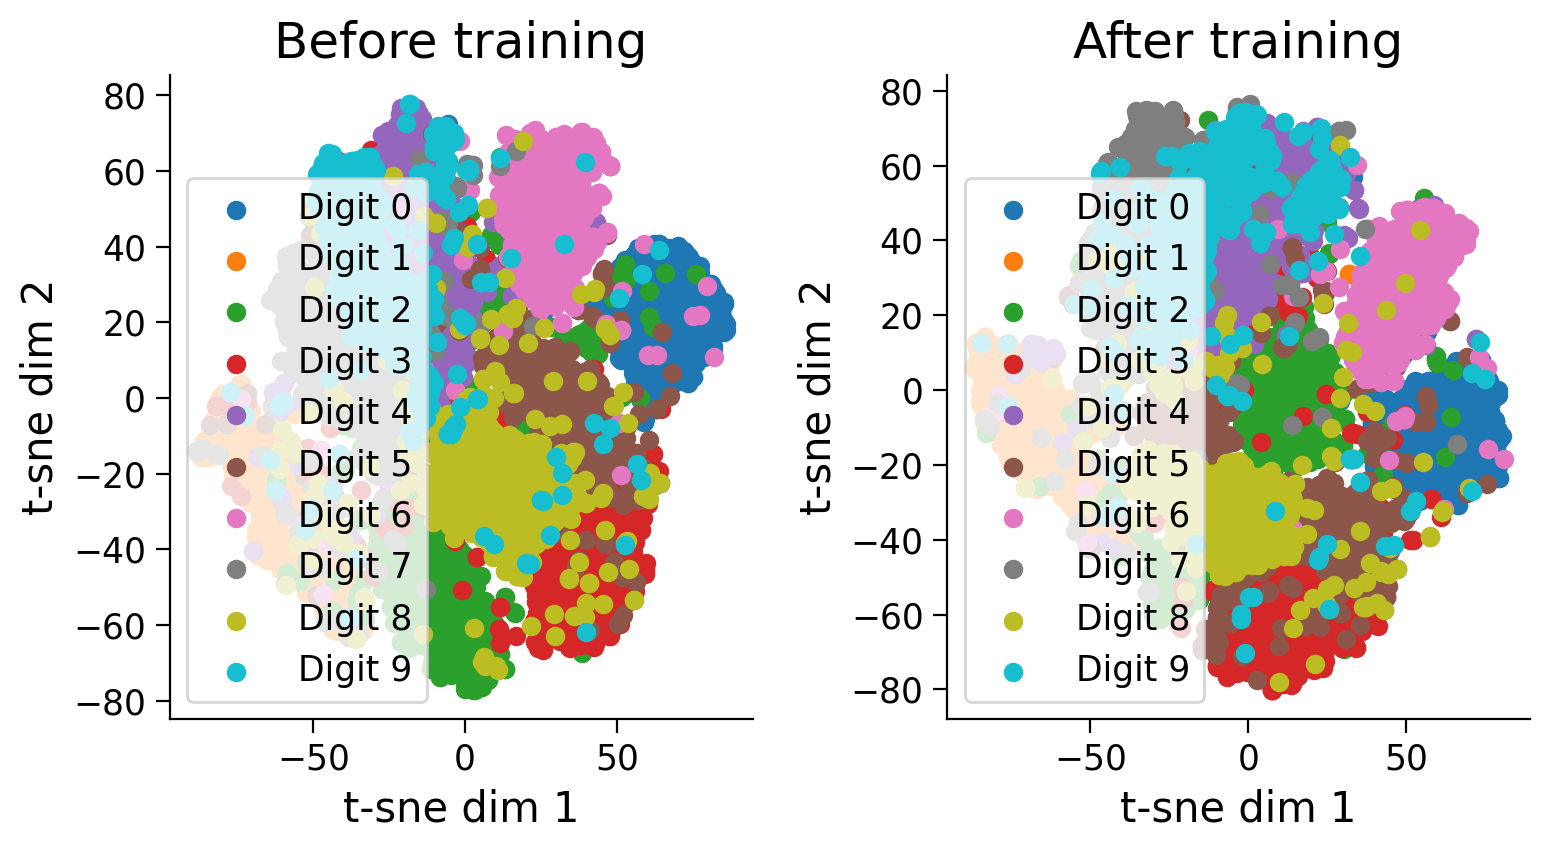 Before training
80
60
40
20
0
−20
−40
−60
−80
t-sne dim 2
Digit 0
Digit 1
Digit 2
Digit 3
Digit 4
Digit 5
Digit 6
Digit 7
Digit 8
Digit 9
−50
0
50
t-sne dim 1
After training
80
60
40
20
0
−20
−40
−60
−80
t-sne dim 2
Digit 0
Digit 1
Digit 2
Digit 3
Digit 4
Digit 5
Digit 6
Digit 7
Digit 8
Digit 9
−50
0
50
t-sne dim 1